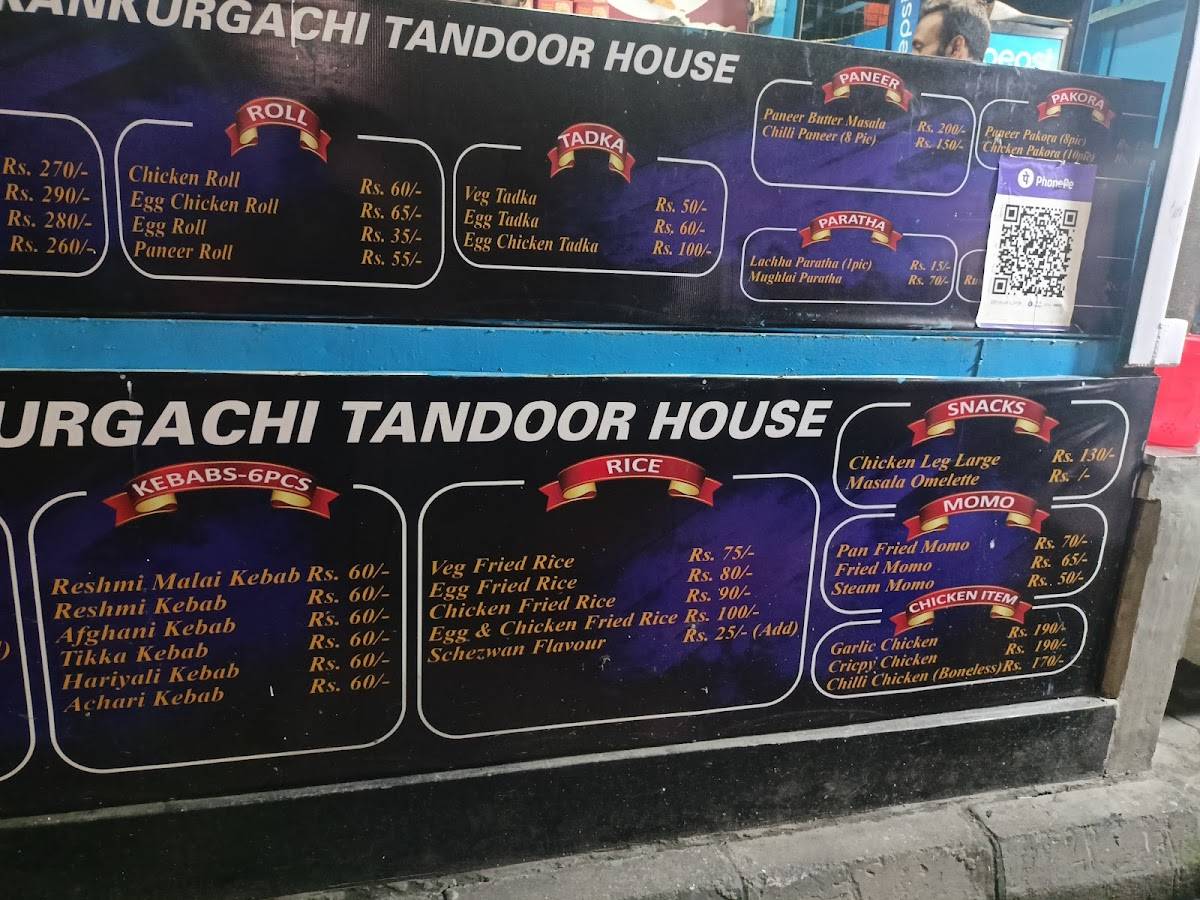 RANKURGACHI TANDOOR HOUSE
pepsi
pepsi
Rs. 270/-
Rs. 290/-
Rs. 280/-
Rs. 260/-
ROLL
Chicken Roll Rs. 60/-
Egg Chicken Roll Rs. 65/-
Egg Roll Rs. 35/-
Paneer Roll Rs. 55/-
TADKA
Veg Tadka Rs. 50/-
Egg Tadka Rs. 60/-
Egg Chicken Tadka Rs. 100/-
PANEER
Paneer Butter Masala Rs. 200/-
Chilli Paneer (8 Pic) Rs. 150/-
PARATHA
Lachha Paratha (1pic) Rs. 15/-
Mughlai Paratha Rs. 70/-
PAKORA
Paneer Pakora (8pic)
Chicken Pakora (10pic)
PhonePe
URGACHI TANDOOR HOUSE
KEBABS-6PCS
Reshmi Malai Kebab Rs. 60/-
Reshmi Kebab Rs. 60/-
Afghani Kebab Rs. 60/-
Tikka Kebab Rs. 60/-
Hariyali Kebab Rs. 60/-
Achari Kebab Rs. 60/-
RICE
Veg Fried Rice Rs. 75/-
Egg Fried Rice Rs. 80/-
Chicken Fried Rice Rs. 90/-
Egg & Chicken Fried Rice Rs. 100/-
Schezwan Flavour Rs. 25/- (Add)
SNACKS
Chicken Leg Large Rs. 130/-
Masala Omelette Rs. /-
MOMO
Pan Fried Momo Rs. 70/-
Fried Momo Rs. 65/-
Steam Momo Rs. 50/-
CHICKEN ITEM
Garlic Chicken Rs. 190/-
Cricpy Chicken Rs. 190/-
Chilli Chicken (Boneless) Rs. 170/-